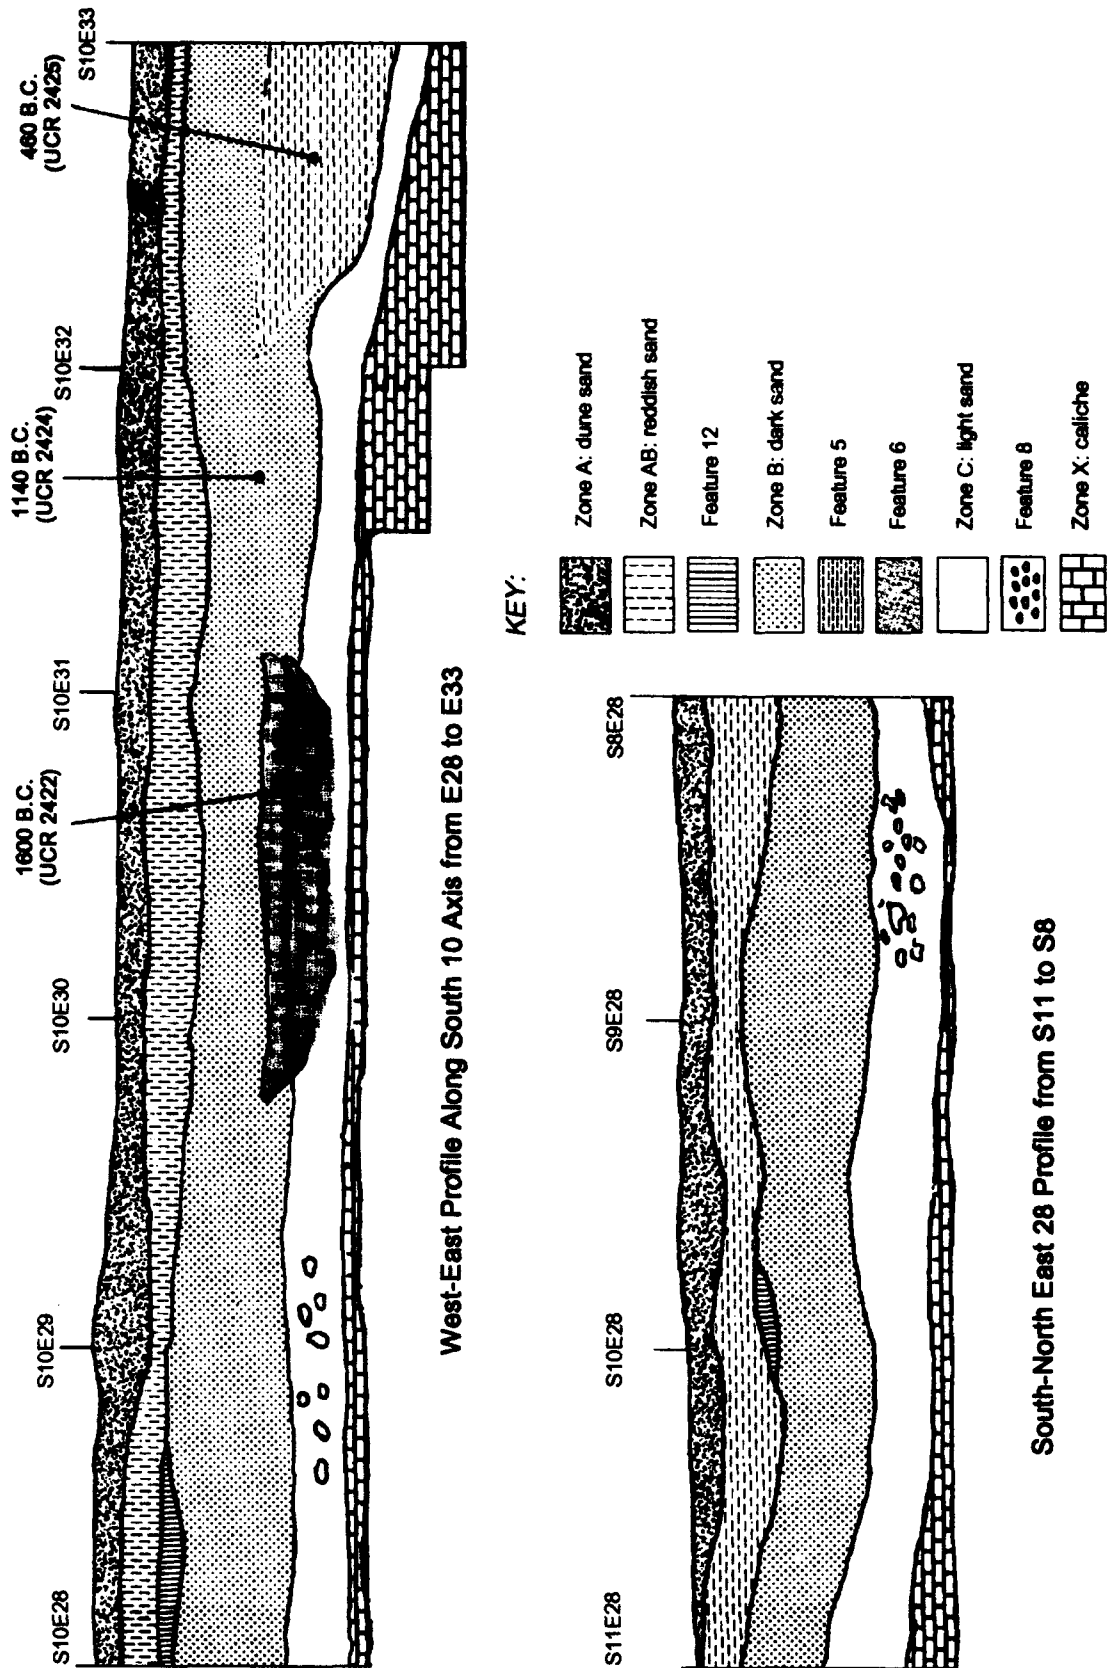 S10E28
S10E29
S10E30
1600 B.C.
(UCR 2422)
S10E31
1140 B.C.
(UCR 2424)
S10E32
460 B.C.
(UCR 2425)
S10E33
West-East Profile Along South 10 Axis from E28 to E33
S11E28
S10E28
S9E28
S8E28
South-North East 28 Profile from S11 to S8
KEY:
Zone A: dune sand
Zone AB: reddish sand
Feature 12
Zone B: dark sand
Feature 5
Feature 6
Zone C: light sand
Feature 8
Zone X: caliche